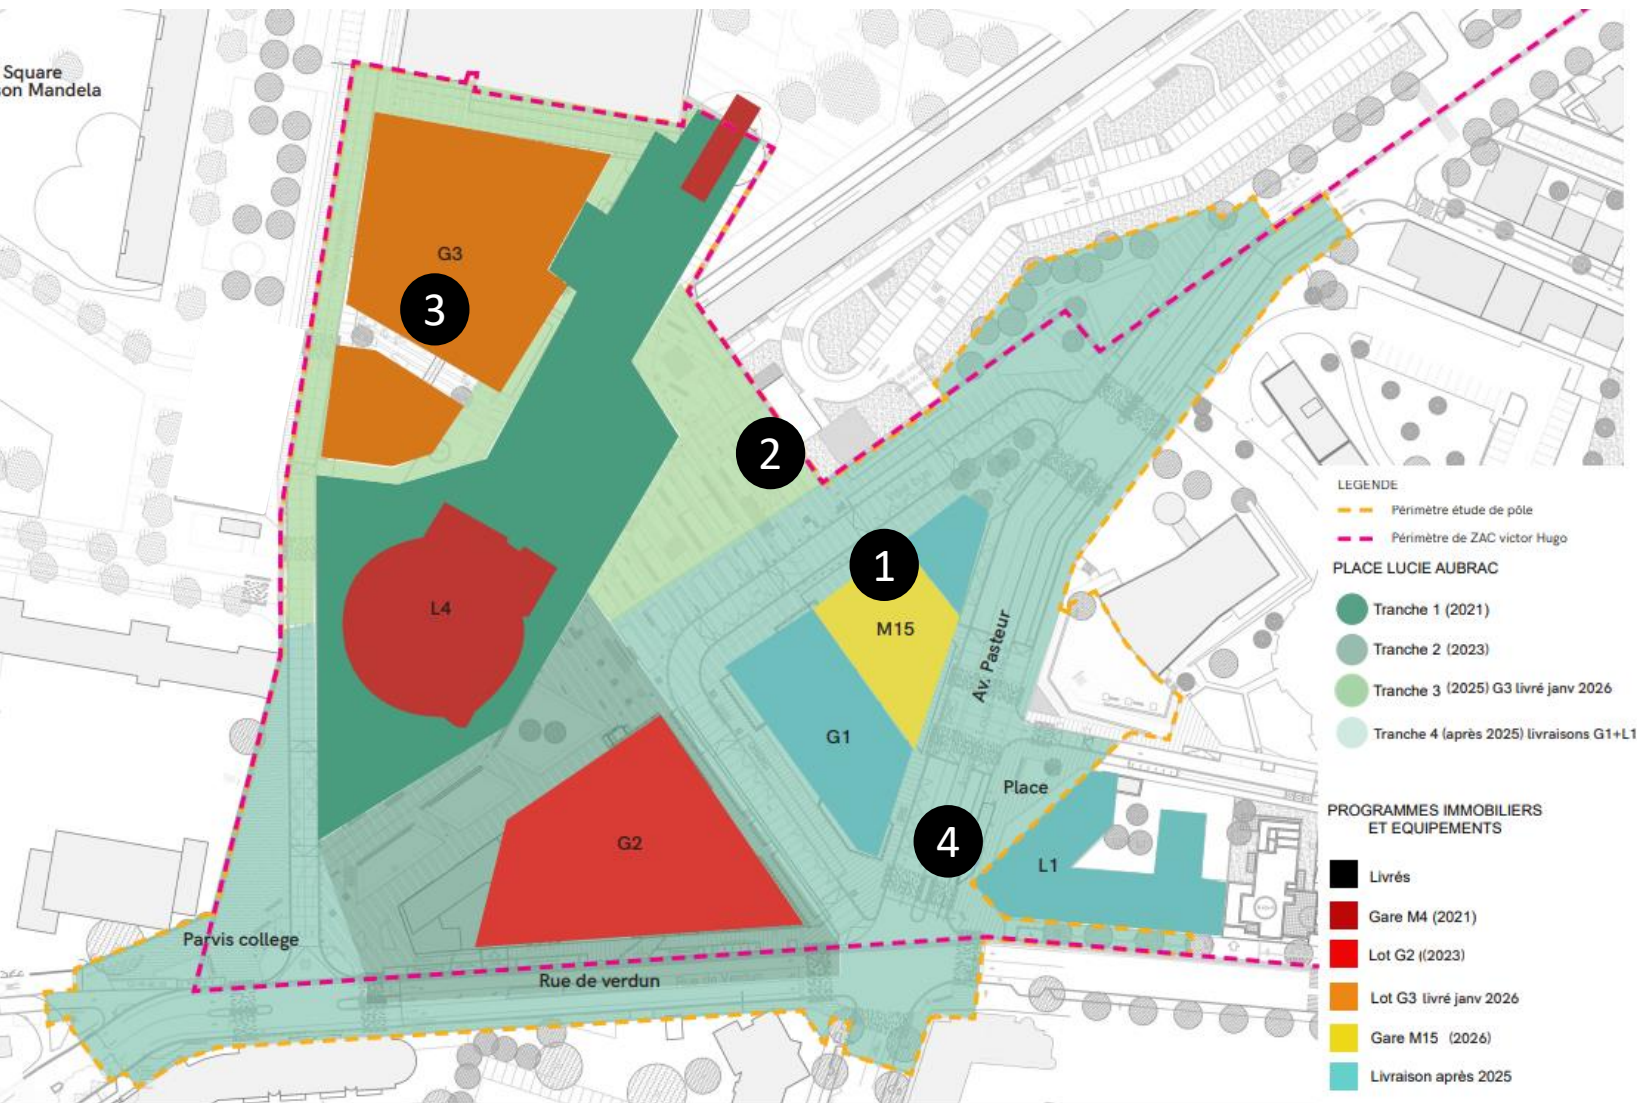 Square
on Mandela
G3
3
2
1
L4
M15
Av. Pasteur
G1
Place
4
G2
L1
Parvis college
Rue de verdun
LEGENDE
Périmètre étude de pôle
Périmètre de ZAC victor Hugo
PLACE LUCIE AUBRAC
Tranche 1 (2021)
Tranche 2 (2023)
Tranche 3 (2025) G3 livré janv 2026
Tranche 4 (après 2025) livraisons G1+L1
PROGRAMMES IMMOBILIERS
ET EQUIPEMENTS
Livrés
Gare M4 (2021)
Lot G2 ((2023)
Lot G3 livré janv 2026
Gare M15 (2026)
Livraison après 2025